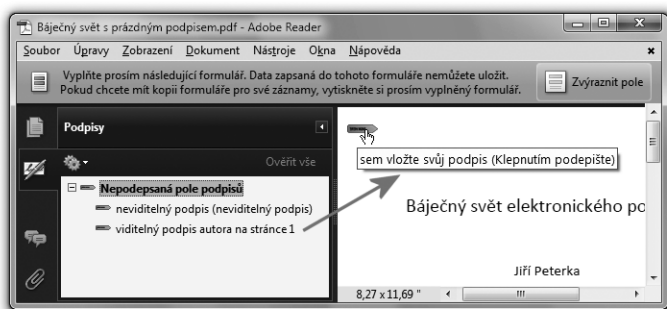 Báječný svět s prázdným podpisem.pdf - Adobe Reader
Soubor Úpravy Zobrazení Dokument Nástroje Okna Nápověda
Vyplňte prosím následující formulář. Data zapsaná do tohoto formuláře nemůžete uložit.
Pokud chcete mít kopii formuláře pro své záznamy, vytiskněte si prosím vyplněný formulář.
Zvýraznit pole
Podpisy
Ověřit vše
Nepodepsaná pole podpisů
neviditelný podpis (neviditelný podpis)
viditelný podpis autora na stránce 1
sem vložte svůj podpis (Klepnutím podepište)
Báječný svět elektronického po
Jiří Peterka
8,27 x 11,69 "